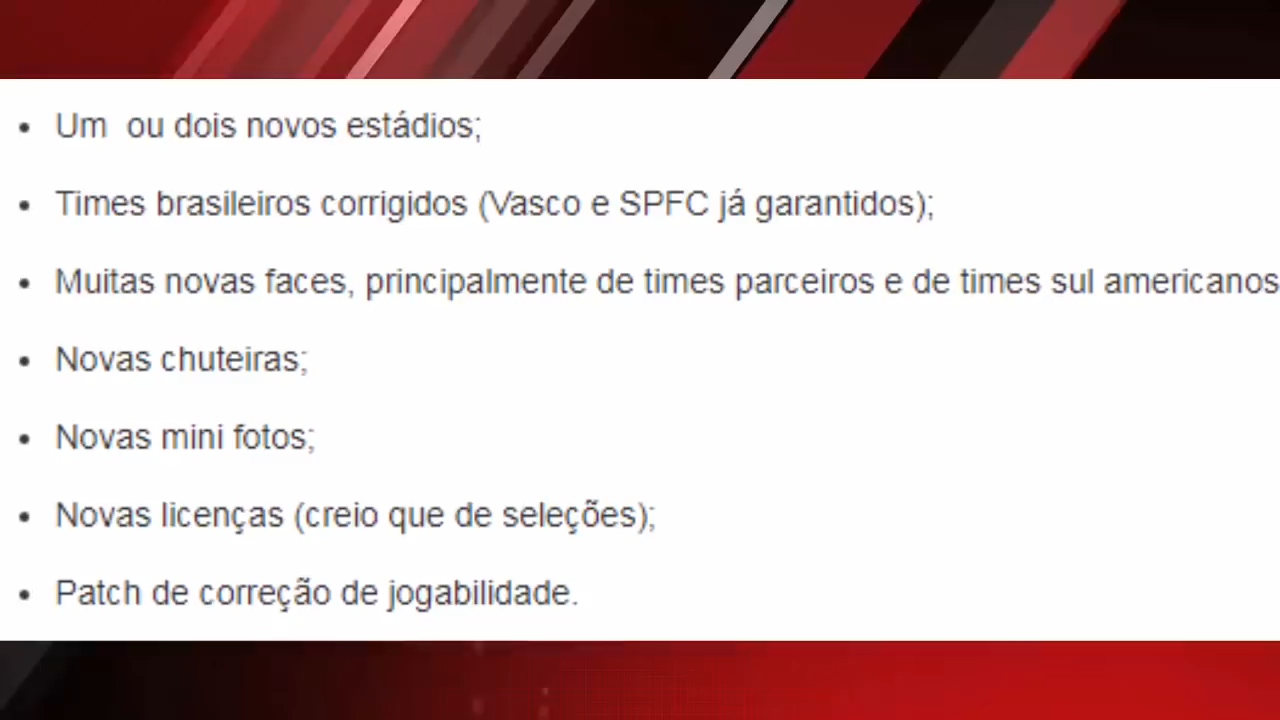 • Um  ou dois novos estádios;
• Times brasileiros corrigidos (Vasco e SPFC já garantidos);
• Muitas novas faces, principalmente de times parceiros e de times sul americanos
• Novas chuteiras;
• Novas mini fotos;
• Novas licenças (creio que de seleções);
• Patch de correção de jogabilidade.